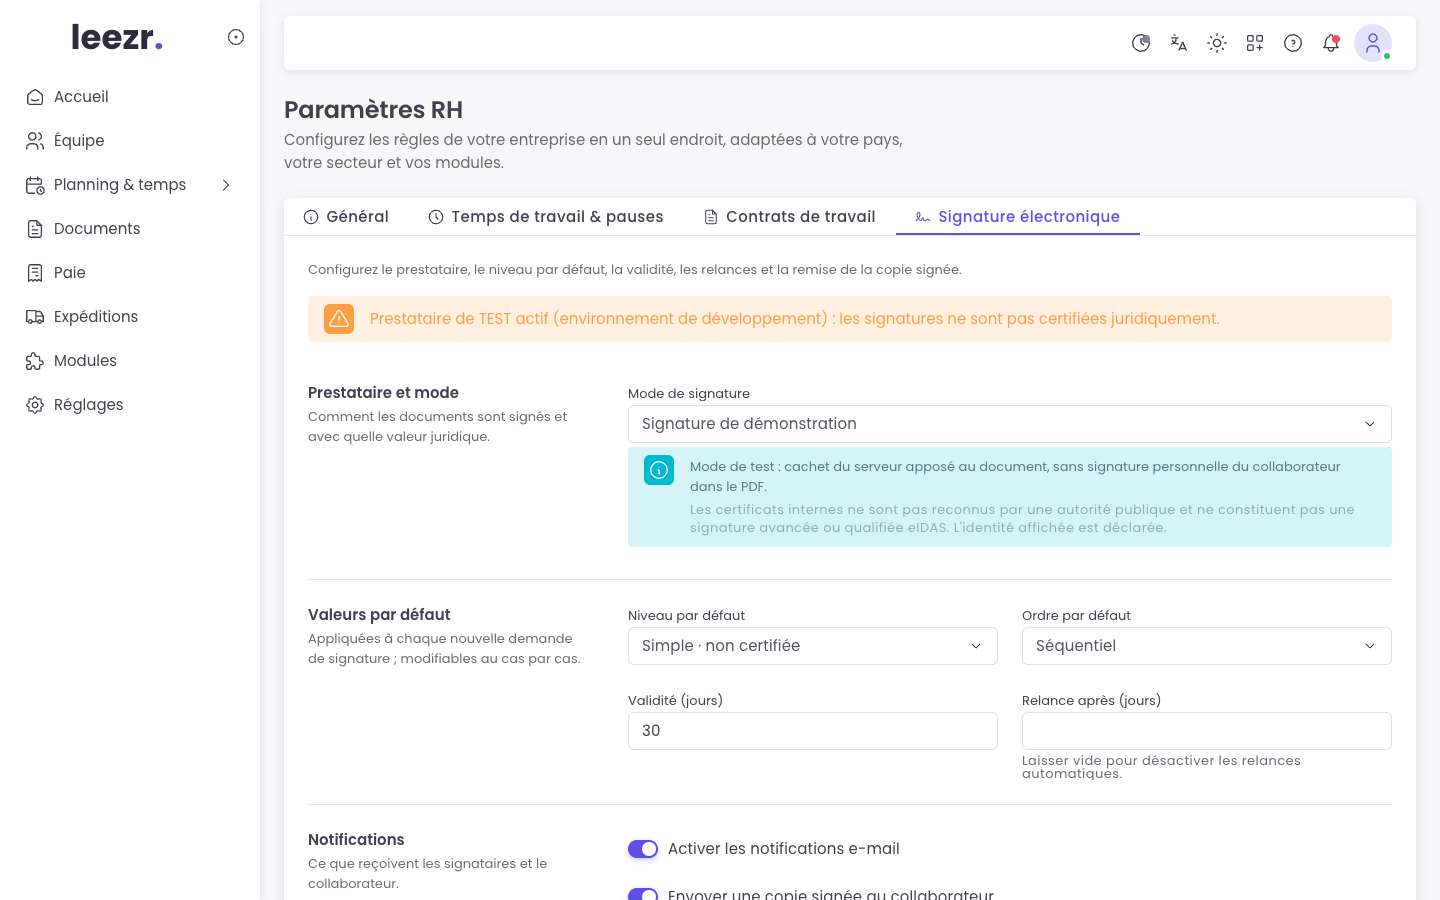 leezr.
Accueil
Équipe
Planning & temps
Documents
Paie
Expéditions
Modules
Réglages
Paramètres RH
Configurez les règles de votre entreprise en un seul endroit, adaptées à votre pays,
votre secteur et vos modules.
Général
Temps de travail & pauses
Contrats de travail
Signature électronique
Configurez le prestataire, le niveau par défaut, la validité, les relances et la remise de la copie signée.
Prestataire de TEST actif (environnement de développement) : les signatures ne sont pas certifiées juridiquement.
Prestataire et mode
Comment les documents sont signés et
avec quelle valeur juridique.
Mode de signature
Signature de démonstration
Mode de test : cachet du serveur apposé au document, sans signature personnelle du collaborateur
dans le PDF.
Les certificats internes ne sont pas reconnus par une autorité publique et ne constituent pas une
signature avancée ou qualifiée eIDAS. L'identité affichée est déclarée.
Valeurs par défaut
Appliquées à chaque nouvelle demande
de signature ; modifiables au cas par cas.
Niveau par défaut
Simple · non certifiée
Ordre par défaut
Séquentiel
Validité (jours)
30
Relance après (jours)
Laisser vide pour désactiver les relances
automatiques.
Notifications
Ce que reçoivent les signataires et le
collaborateur.
Activer les notifications e-mail
Envoyer une copie signée au collaborateur